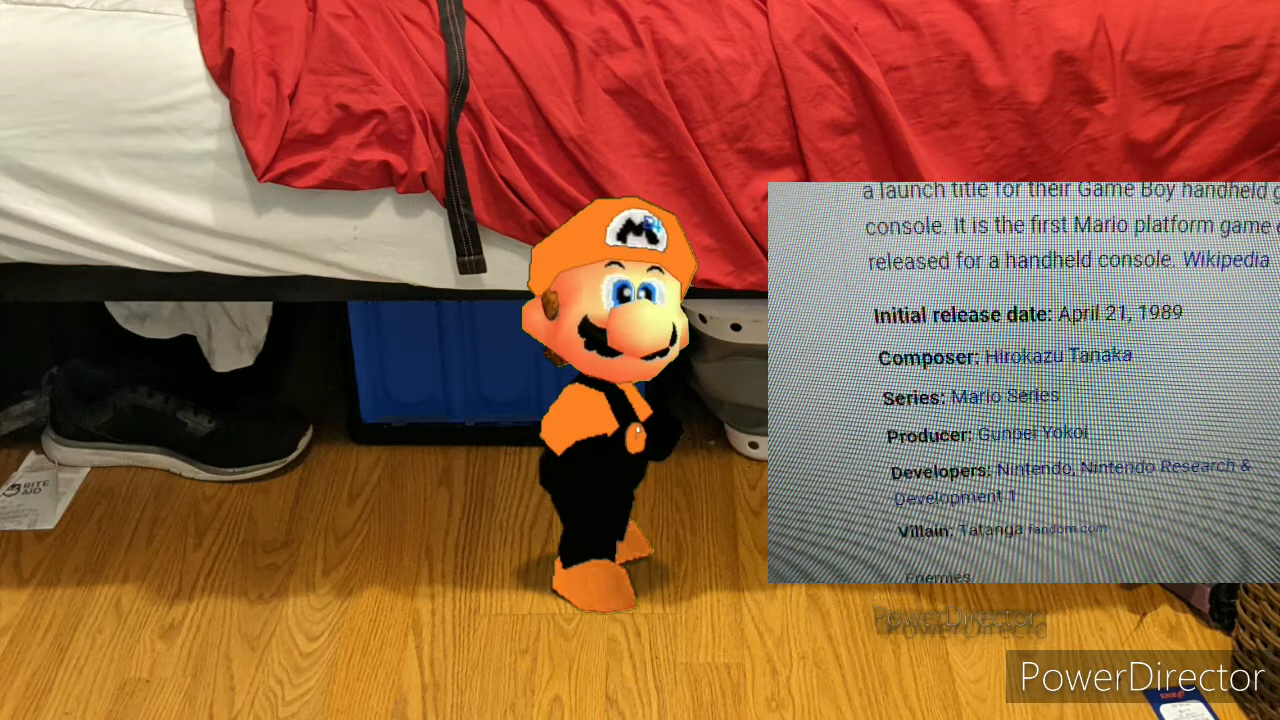 M
a launch title for their Game Boy handheld
console. It is the first Mario platform game
released for a handheld console. Wikipedia
Initial release date: April 21, 1989
Composer: Hirokazu Tanaka
Series: Mario Series
Producer: Gunpei Yokoi
Developers: Nintendo, Nintendo Research &
Development 1
Villain: Tatanga fandom.com
Enemies
RITE
AID
PowerDirector
PowerDirecto
PowerDirector